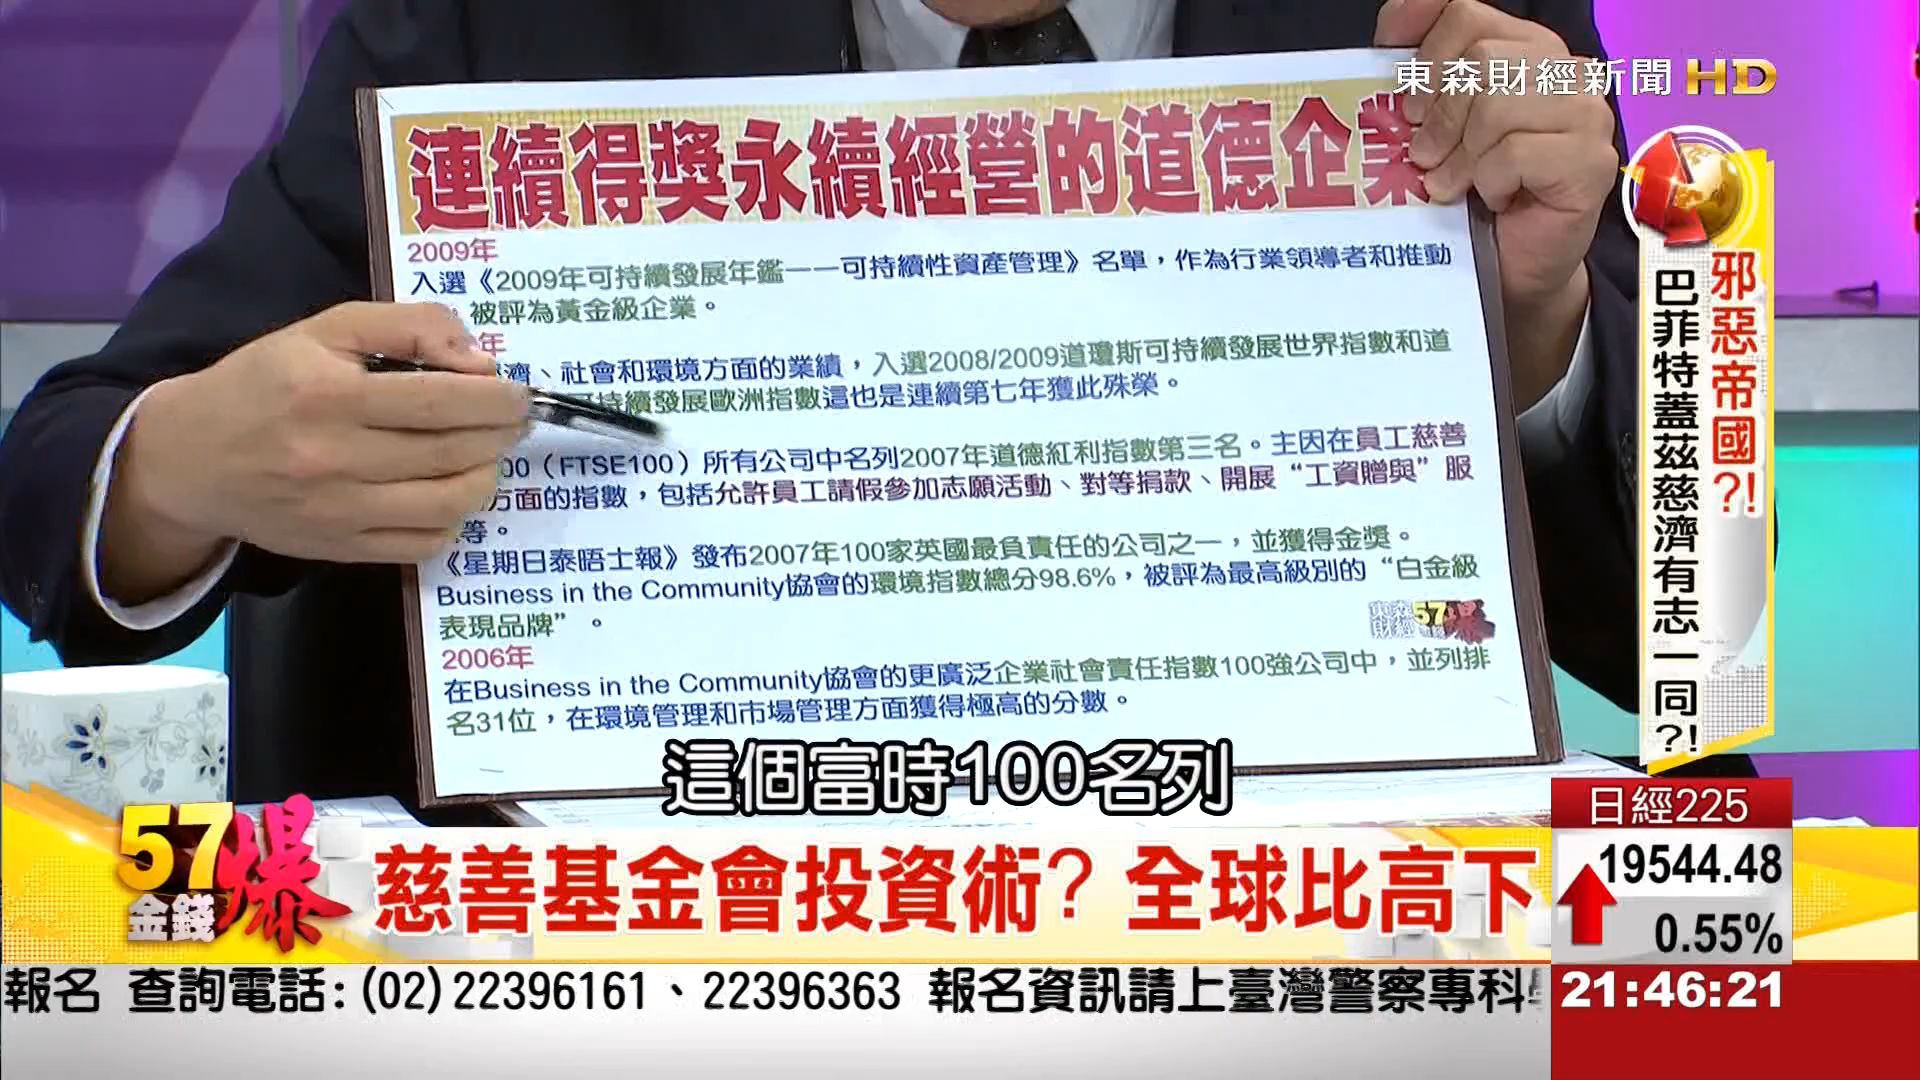 東森財經新聞HD
連續得獎永續經營的道德企業
2009年
入選《2009年可持續發展年鑑——可持續性資產管理》名單，作為行業領導者和推動
，被評為黃金級企業。
年
濟、社會和環境方面的業績，入選2008/2009道瓊斯可持續發展世界指數和道
可持續發展歐洲指數這也是連續第七年獲此殊榮。
00（FTSE100）所有公司中名列2007年道德紅利指數第三名。主因在員工慈善
方面的指數，包括允許員工請假參加志願活動、對等捐款、開展“工資贈與”服
等。
《星期日泰晤士報》發布2007年100家英國最負責任的公司之一，並獲得金獎。
Business in the Community協會的環境指數總分98.6%，被評為最高級別的“白金級
表現品牌”。
東森財經 57爆
2006年
在Business in the Community協會的更廣泛企業社會責任指數100強公司中，並列排
名31位，在環境管理和市場管理方面獲得極高的分數。
邪惡帝國?!
巴菲特蓋茲慈濟有志一同?!
這個當時100名列
57金錢爆
慈善基金會投資術? 全球比高下
日經225
19544.48
0.55%
報名 查詢電話:(02)22396161、22396363 報名資訊請上臺灣警察專科
21:46:21